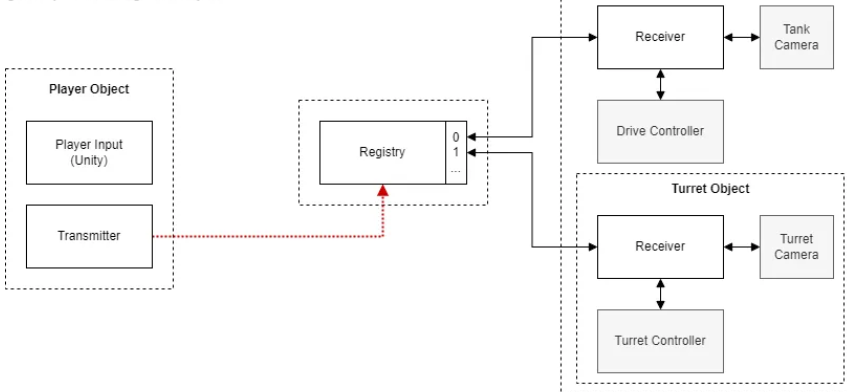 Player Object
Player Input
(Unity)
Transmitter
Registry
0
1
...
Receiver
Tank
Camera
Drive Controller
Turret Object
Receiver
Turret
Camera
Turret Controller